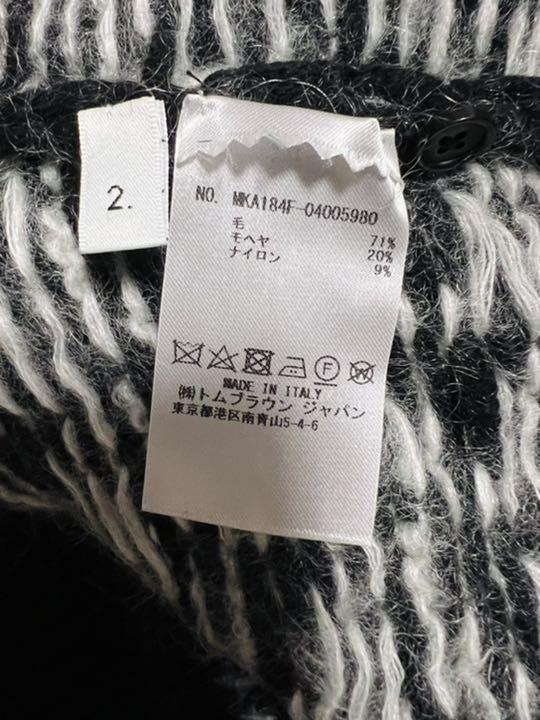 2.
NO. MKA184F-04005980
毛 71%
モヘヤ 20%
ナイロン 9%
F W
MADE IN ITALY
(株)トムブラウン ジャパン
東京都港区南青山5-4-6